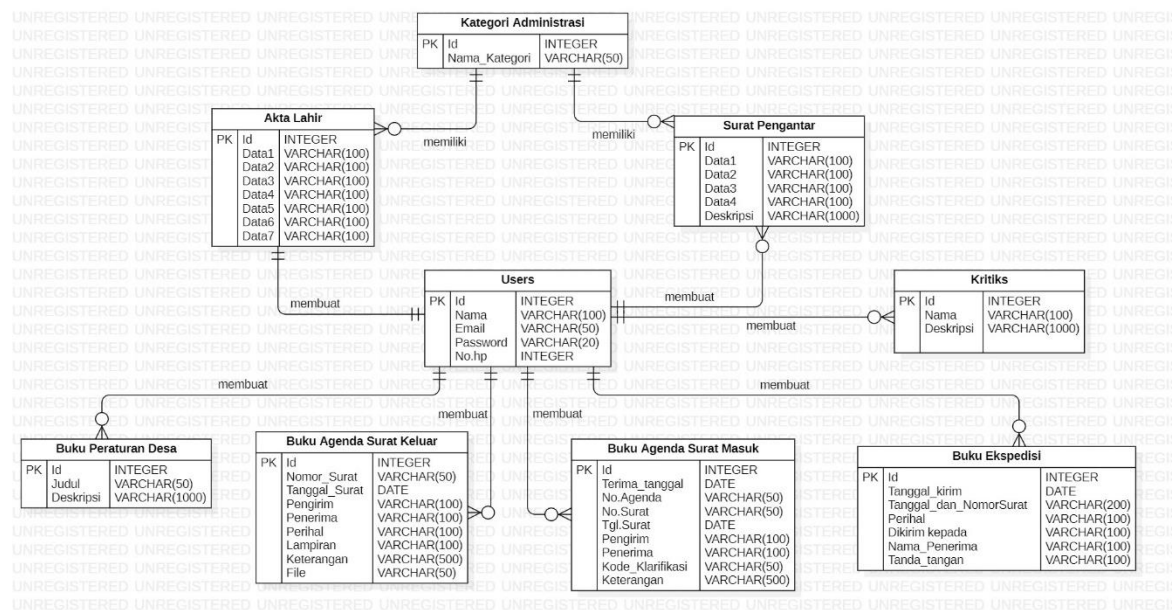 Kategori Administrasi
PK Id INTEGER
Nama_Kategori VARCHAR(50)
memiliki
memiliki
Akta Lahir
PK Id INTEGER
Data1 VARCHAR(100)
Data2 VARCHAR(100)
Data3 VARCHAR(100)
Data4 VARCHAR(100)
Data5 VARCHAR(100)
Data6 VARCHAR(100)
Data7 VARCHAR(100)
Surat Pengantar
PK Id INTEGER
Data1 VARCHAR(100)
Data2 VARCHAR(100)
Data3 VARCHAR(100)
Data4 VARCHAR(100)
Deskripsi VARCHAR(1000)
membuat
Users
PK Id INTEGER
Nama VARCHAR(100)
Email VARCHAR(50)
Password VARCHAR(20)
No.hp INTEGER
membuat
membuat
Kritiks
PK Id INTEGER
Nama VARCHAR(100)
Deskripsi VARCHAR(1000)
membuat
membuat
membuat
membuat
Buku Peraturan Desa
PK Id INTEGER
Judul VARCHAR(50)
Deskripsi VARCHAR(1000)
Buku Agenda Surat Keluar
PK Id INTEGER
Nomor_Surat VARCHAR(50)
Tanggal_Surat DATE
Pengirim VARCHAR(100)
Penerima VARCHAR(100)
Perihal VARCHAR(100)
Lampiran VARCHAR(100)
Keterangan VARCHAR(500)
File VARCHAR(50)
Buku Agenda Surat Masuk
PK Id INTEGER
Terima_tanggal DATE
No.Agenda VARCHAR(50)
No.Surat VARCHAR(50)
Tgl.Surat DATE
Pengirim VARCHAR(100)
Penerima VARCHAR(100)
Kode_Klarifikasi VARCHAR(50)
Keterangan VARCHAR(500)
Buku Ekspedisi
PK Id INTEGER
Tanggal_kirim DATE
Tanggal_dan_NomorSurat VARCHAR(200)
Perihal VARCHAR(100)
Dikirim kepada VARCHAR(100)
Nama_Penerima VARCHAR(100)
Tanda_tangan VARCHAR(100)